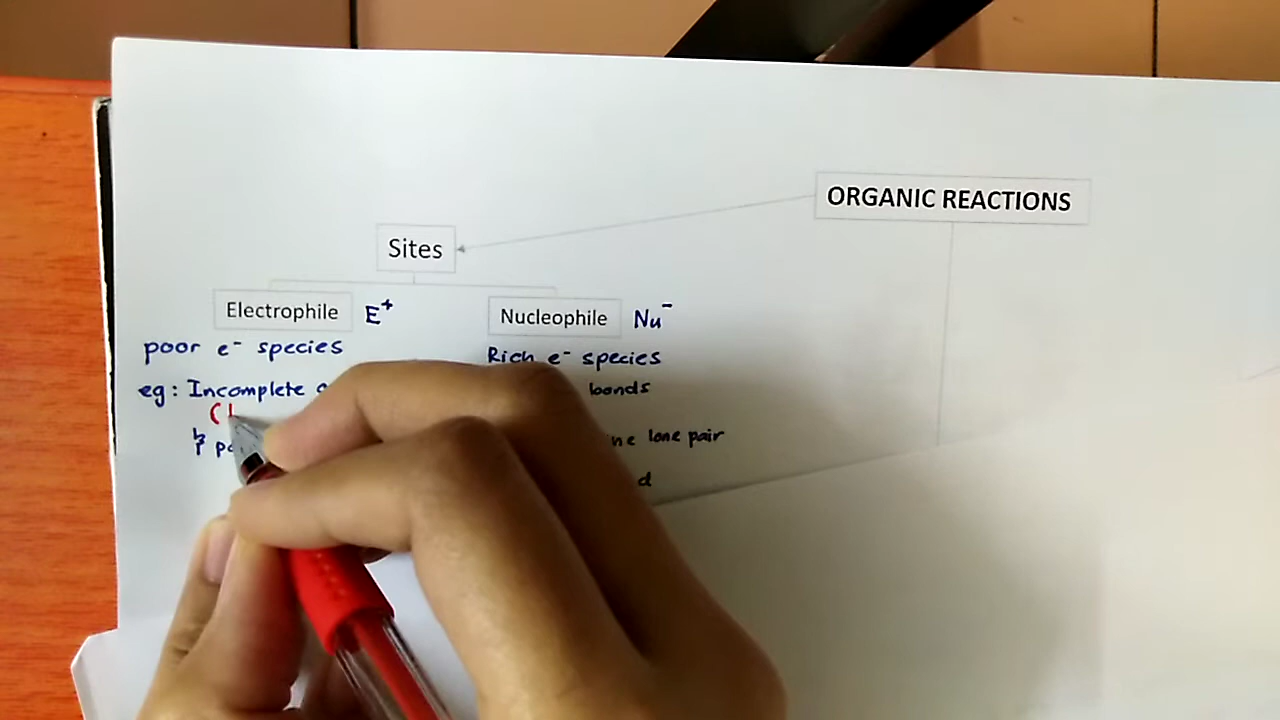 ORGANIC REACTIONS
Sites
Electrophile E⁺
Nucleophile Nu⁻
poor e⁻ species
Rich e⁻ species
eg: Incomplete
bonds
lone pair